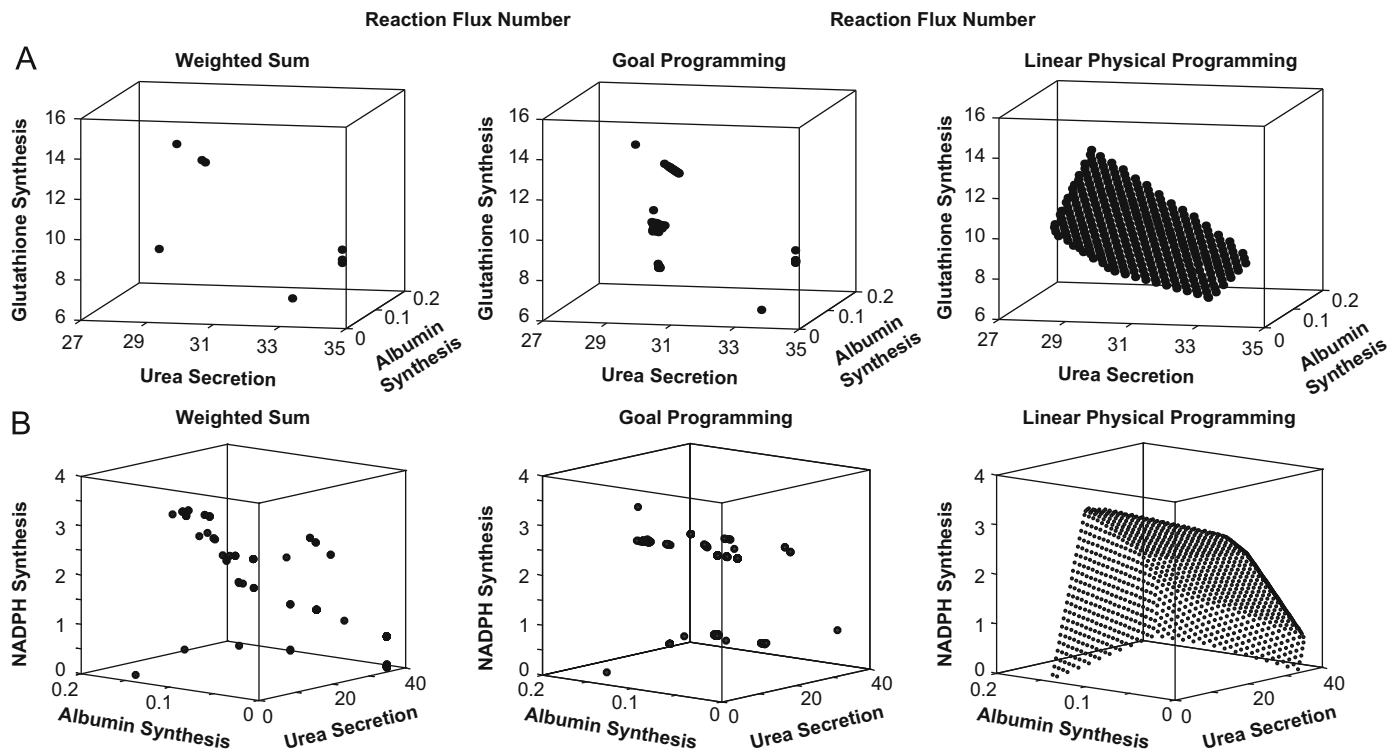 Reaction Flux Number
Reaction Flux Number
A
Weighted Sum
Goal Programming
Linear Physical Programming
Glutathione Synthesis
16
14
12
10
8
6
27
29
31
33
35
0
0.1
0.2
Urea Secretion
Albumin
Synthesis
Glutathione Synthesis
16
14
12
10
8
6
27
29
31
33
35
0
0.1
0.2
Urea Secretion
Albumin
Synthesis
Glutathione Synthesis
16
14
12
10
8
6
27
29
31
33
35
0
0.1
0.2
Urea Secretion
Albumin
Synthesis
B
Weighted Sum
Goal Programming
Linear Physical Programming
NADPH Synthesis
4
3
2
1
0
0.2
0.1
0
0
20
40
Albumin Synthesis
Urea Secretion
NADPH Synthesis
4
3
2
1
0
0.2
0.1
0
0
20
40
Albumin Synthesis
Urea Secretion
NADPH Synthesis
4
3
2
1
0
0.2
0.1
0
0
20
40
Albumin Synthesis
Urea Secretion